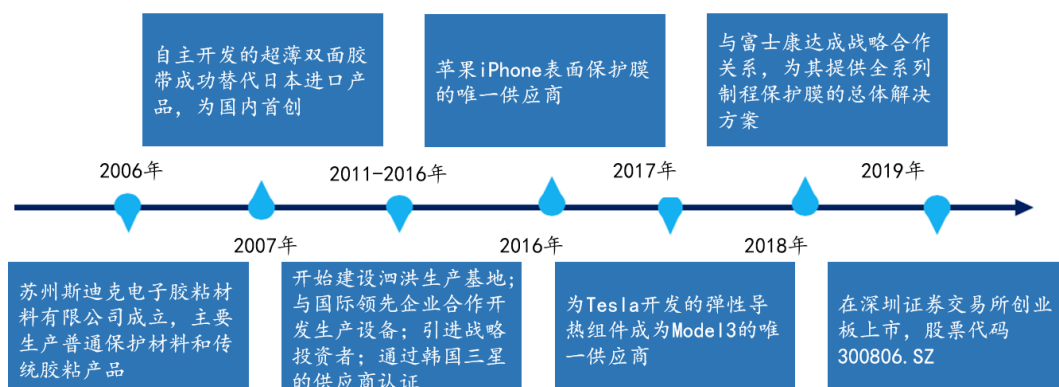 自主开发的超薄双面胶
带成功替代日本进口产
品，为国内首创
苹果iPhone表面保护膜
的唯一供应商
与富士康达成战略合作
关系，为其提供全系列
制程保护膜的总体解决
方案
2006年
2011-2016年
2017年
2019年
2007年
2016年
2018年
苏州斯迪克电子胶粘材
料有限公司成立，主要
生产普通保护材料和传
统胶粘产品
开始建设泗洪生产基地；
与国际领先企业合作开
发生产设备；引进战略
投资者；通过韩国三星
的供应商认证
为Tesla开发的弹性导
热组件成为Model3的唯
一供应商
在深圳证券交易所创业
板上市，股票代码
300806.SZ